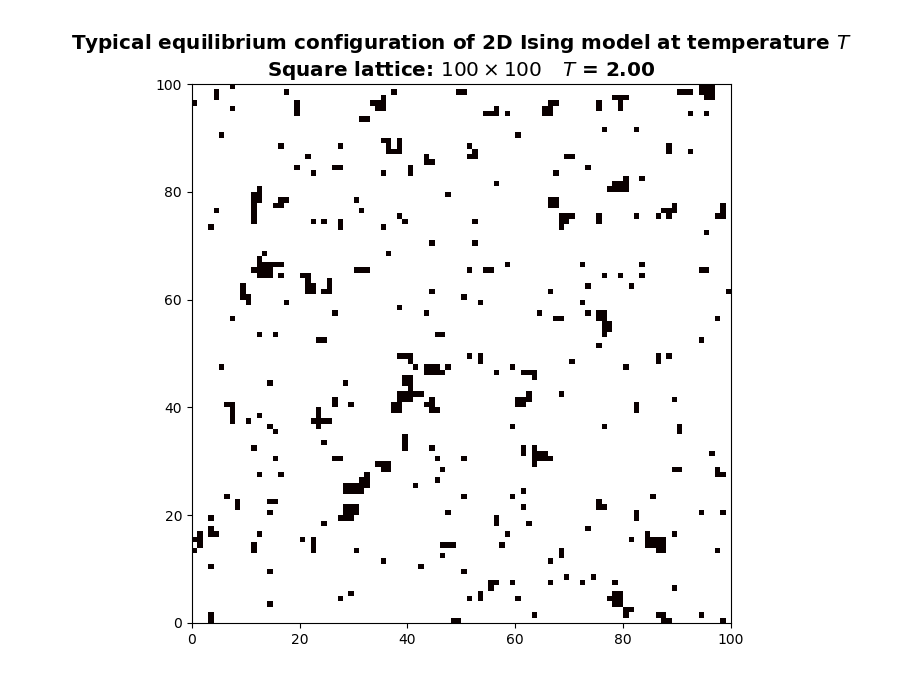 Typical equilibrium configuration of 2D Ising model at temperature T
Square lattice: 100 × 100 T = 2.00
100
80
60
40
20
0
0 20 40 60 80 100